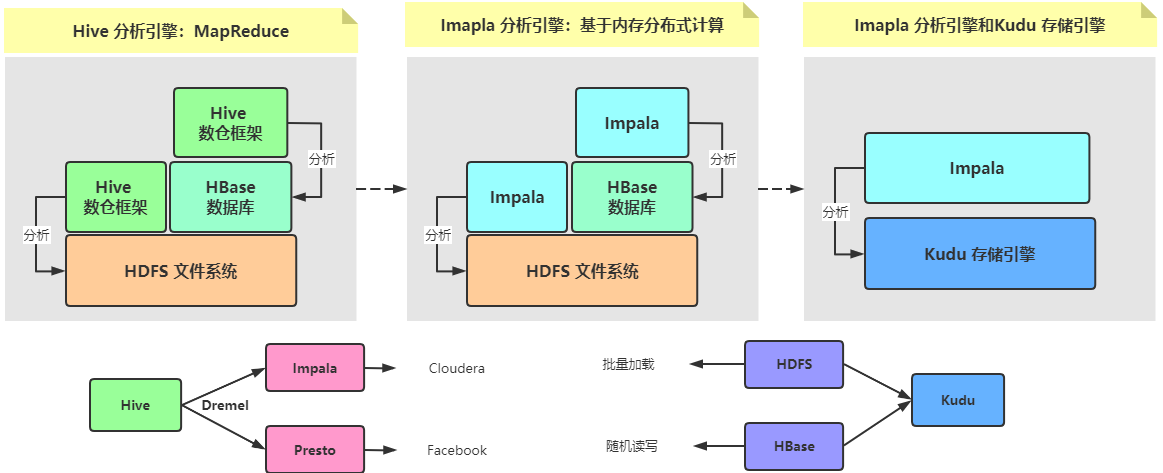 Hive 分析引擎：MapReduce
Imapla 分析引擎：基于内存分布式计算
Imapla 分析引擎和Kudu 存储引擎
Hive
数仓框架
分析
Hive
数仓框架
HBase
数据库
分析
HDFS 文件系统
Impala
分析
Impala
HBase
数据库
分析
HDFS 文件系统
Impala
分析
Kudu 存储引擎
Hive
Dremel
Impala
Cloudera
Presto
Facebook
批量加载
HDFS
Kudu
随机读写
HBase